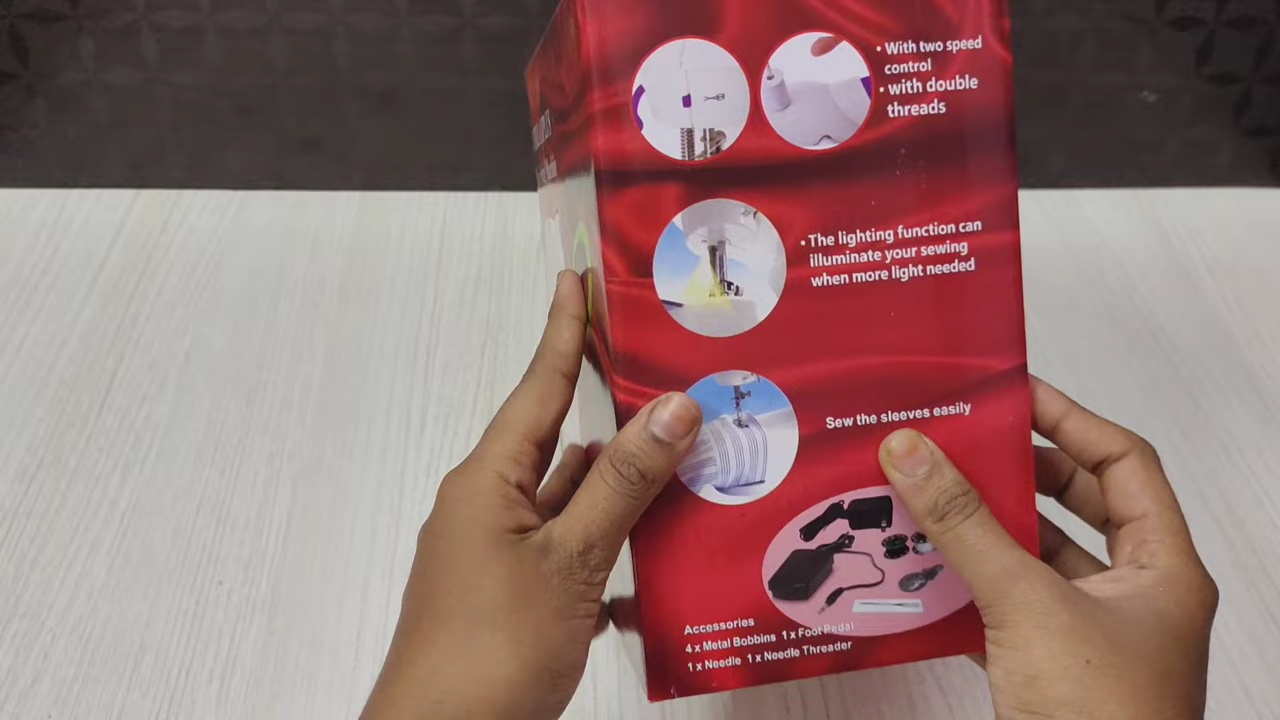 • With two speed
control
• with double
threads
• The lighting function can
illuminate your sewing
when more light needed
Sew the sleeves easily
Accessories
4 x Metal Bobbins 1 x Foot Pedal
1 x Needle 1 x Needle Threader